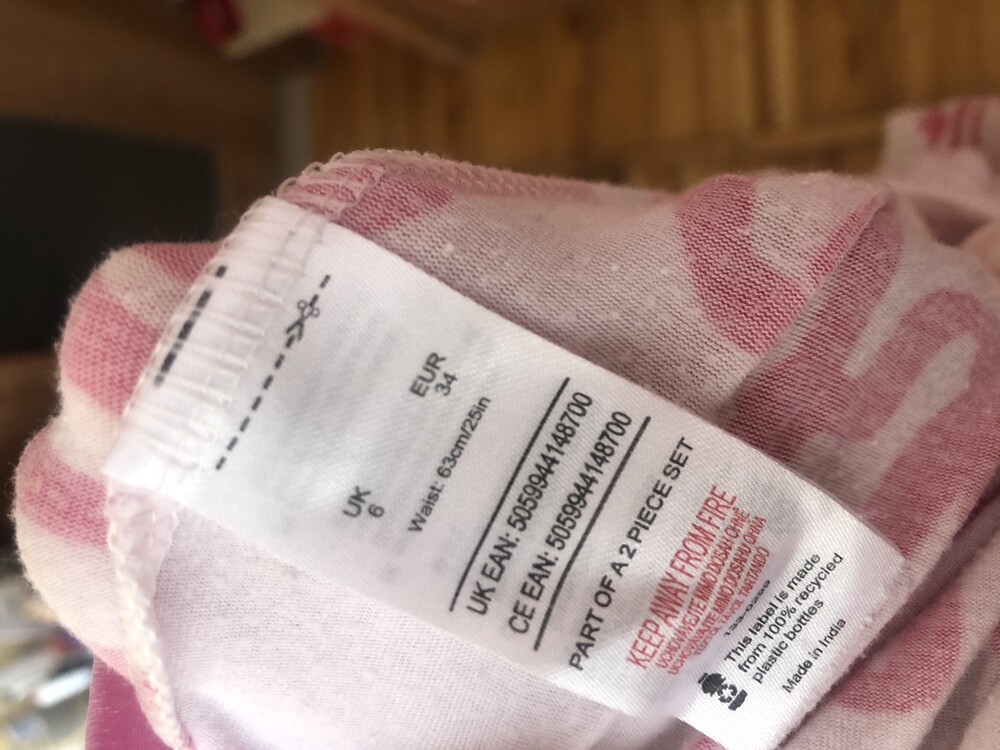 UK EUR
6 34
Waist: 63cm/25in
UK EAN: 5059944148700
CE EAN: 5059944148700
PART OF A 2 PIECE SET
KEEP AWAY FROM FIRE
This label is made
from 100% recycled
plastic bottles
Made in India